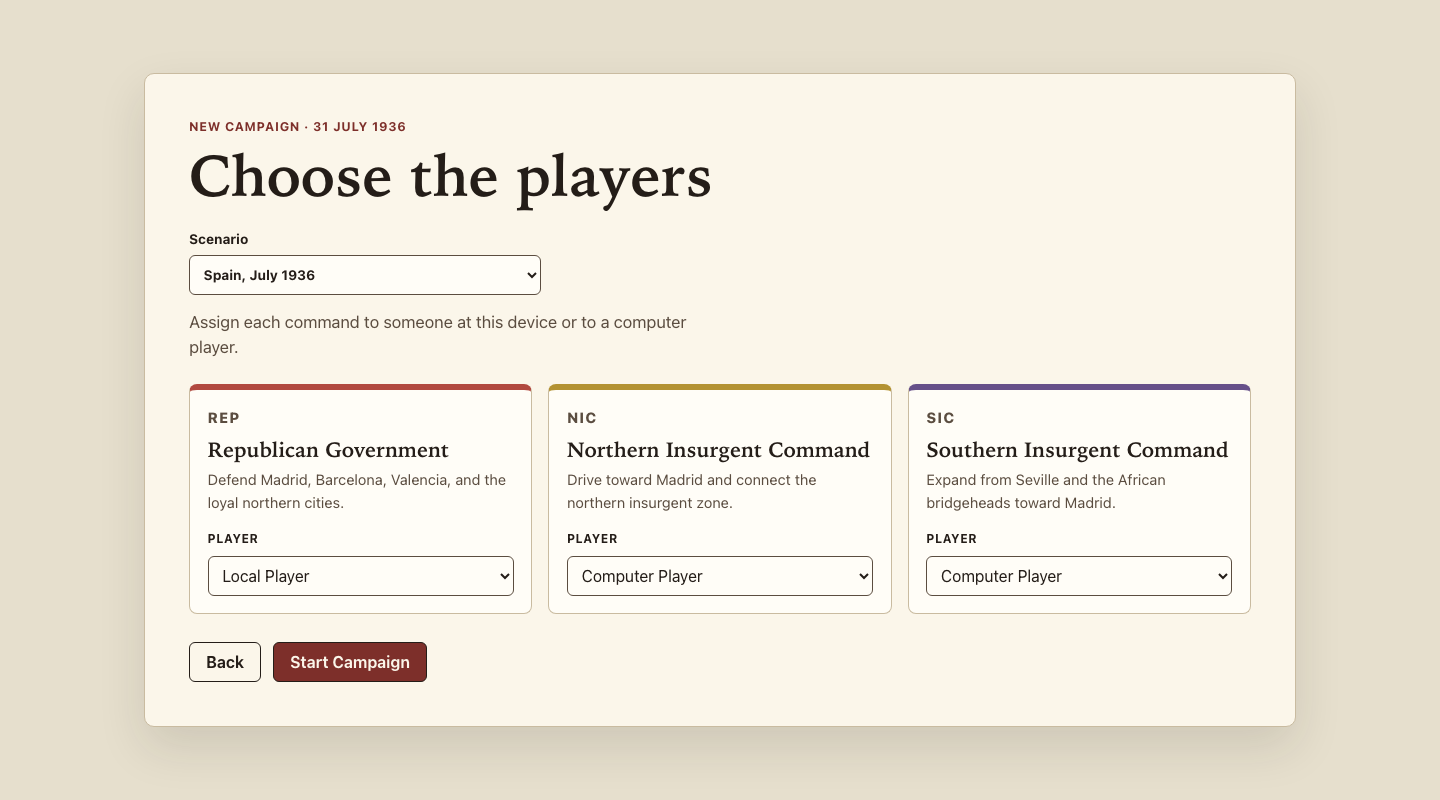 NEW CAMPAIGN · 31 JULY 1936
Choose the players
Scenario
Spain, July 1936
Assign each command to someone at this device or to a computer
player.
REP
Republican Government
Defend Madrid, Barcelona, Valencia, and the
loyal northern cities.
PLAYER
Local Player
NIC
Northern Insurgent Command
Drive toward Madrid and connect the
northern insurgent zone.
PLAYER
Computer Player
SIC
Southern Insurgent Command
Expand from Seville and the African
bridgeheads toward Madrid.
PLAYER
Computer Player
Back
Start Campaign